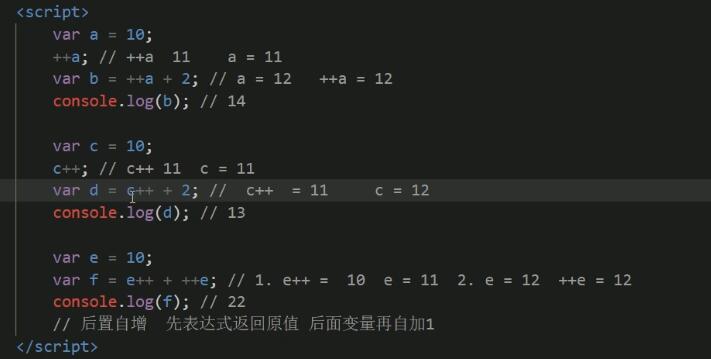 <script>
var a = 10;
++a; // ++a 11 a = 11
var b = ++a + 2; // a = 12 ++a = 12
console.log(b); // 14
var c = 10;
c++; // c++ 11 c = 11
var d = c++ + 2; // c++ = 11 c = 12
console.log(d); // 13
var e = 10;
var f = e++ + ++e; // 1. e++ = 10 e = 11 2. e = 12 ++e = 12
console.log(f); // 22
// 后置自增 先表达式返回原值 后面变量再自加1
</script>